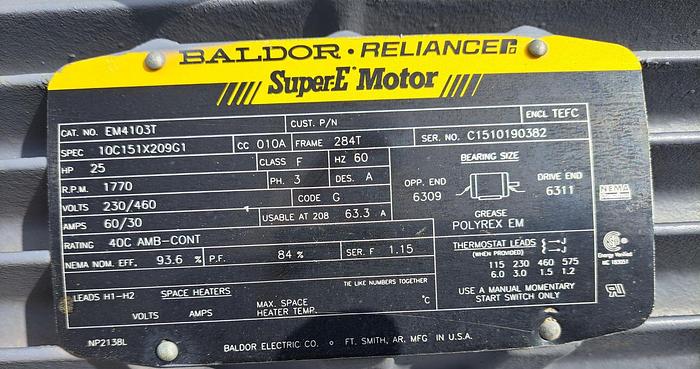 BALDOR · RELIANCER
Super-E Motor
CAT. NO. EM4103T CUST. P/N ENCL TEFC
SPEC 10C151X209G1 CC 010A FRAME 284T SER. NO. C1510190382
HP 25 CLASS F HZ 60 BEARING SIZE
R.P.M. 1770 PH. 3 DES. A OPP. END 6309 DRIVE END 6311
VOLTS 230/460 CODE G GREASE
AMPS 60/30 USABLE AT 208 63.3 A POLYREX EM
RATING 40C AMB-CONT THERMOSTAT LEADS
(WHEN PROVIDED)
NEMA NOM. EFF. 93.6 % P.F. 84 % SER. F 1.15
115 230 460 575
6.0 3.0 1.5 1.2
TIE LIKE NUMBERS TOGETHER
USE A MANUAL MOMENTARY
START SWITCH ONLY
LEADS H1-H2 SPACE HEATERS
VOLTS AMPS MAX. SPACE
HEATER TEMP. °C
NEMA
Energy Verified
NP2138L
BALDOR ELECTRIC CO. FT. SMITH, AR. MFG IN U.S.A.